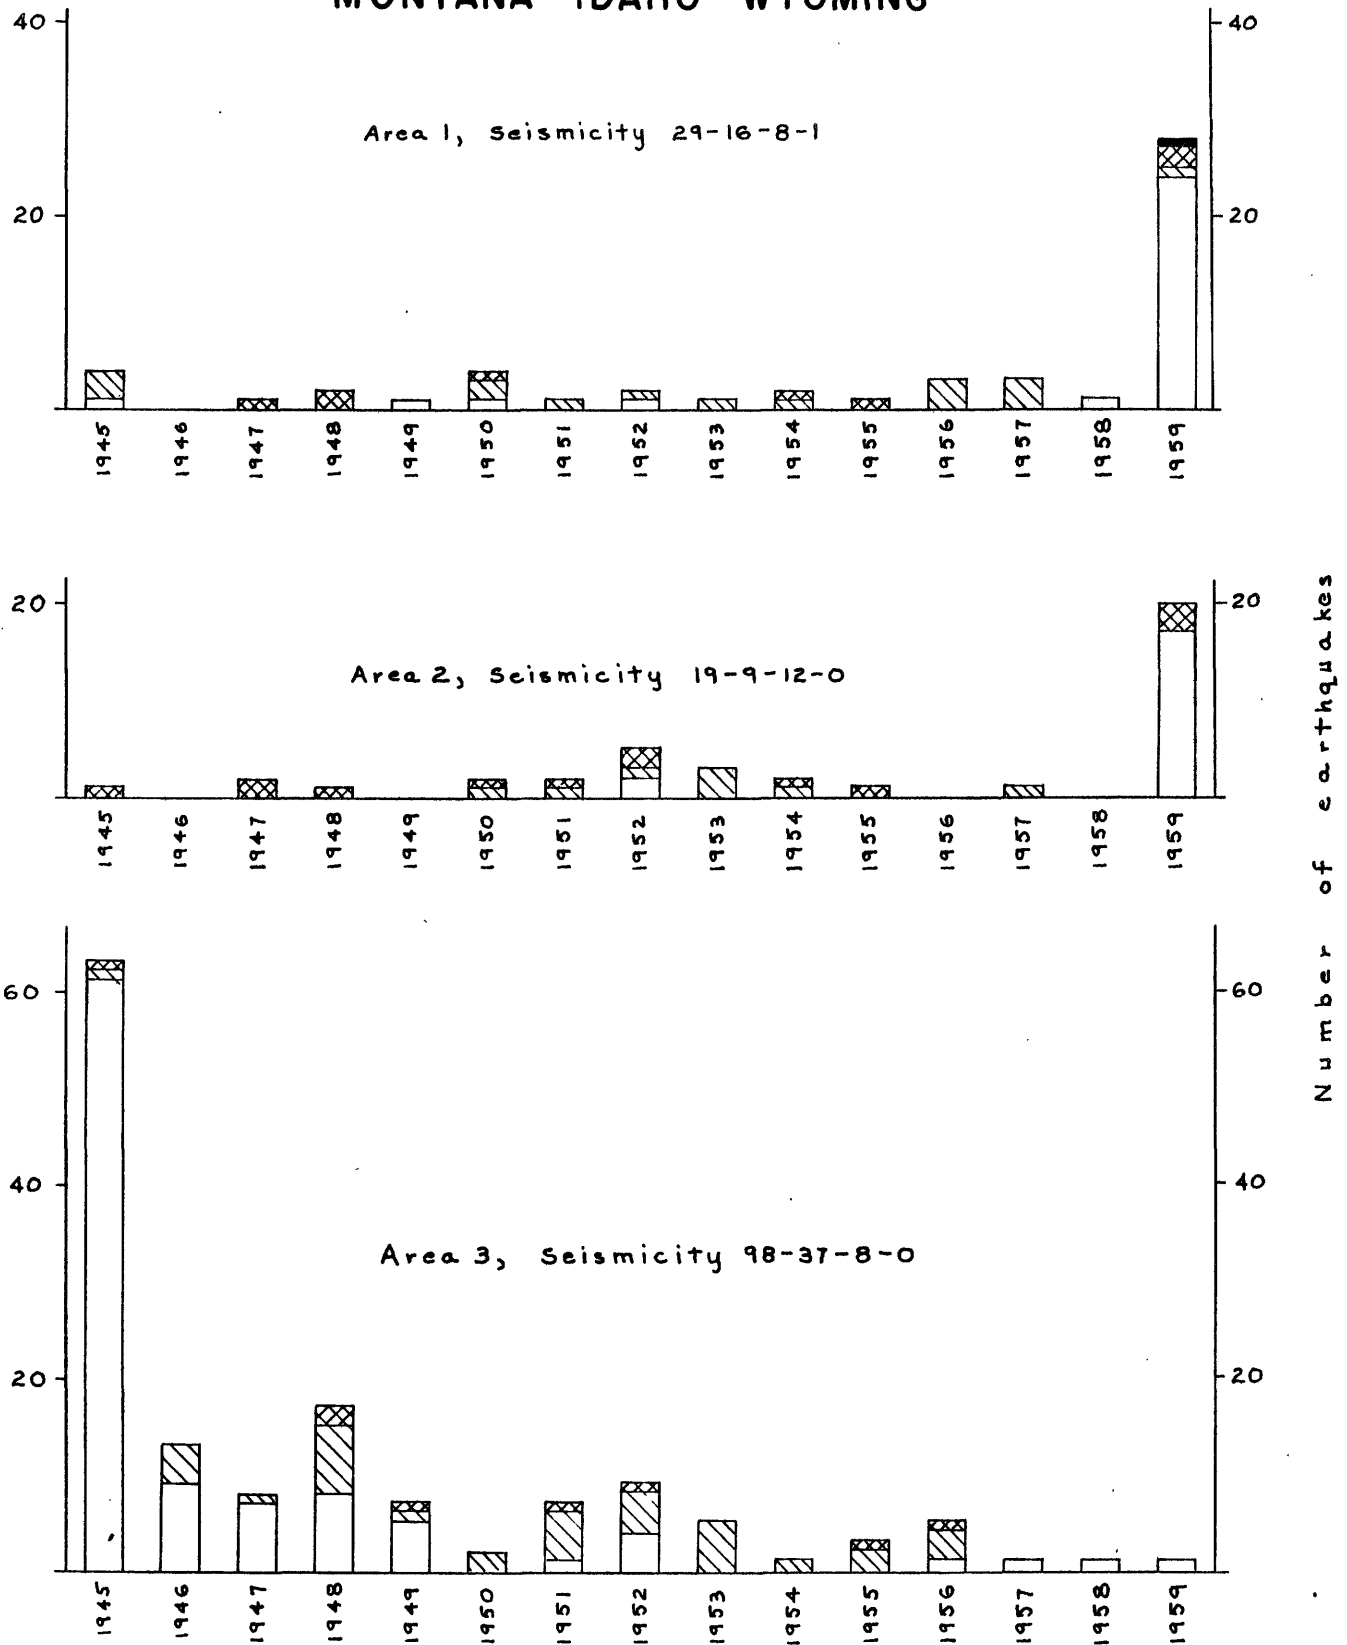 MONTANA IDAHO WYOMING
40
40
Area 1, Seismicity 29-16-8-1
20
20
1945 1946 1947 1948 1949 1950 1951 1952 1953 1954 1955 1956 1957 1958 1959
20
20
Area 2, Seismicity 19-9-12-0
1945 1946 1947 1948 1949 1950 1951 1952 1953 1954 1955 1956 1957 1958 1959
Number of earthquakes
60
60
40
40
Area 3, Seismicity 98-37-8-0
20
20
1945 1946 1947 1948 1949 1950 1951 1952 1953 1954 1955 1956 1957 1958 1959